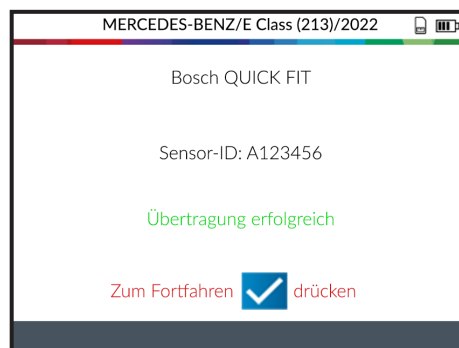 MERCEDES-BENZ/E Class (213)/2022
Bosch QUICK FIT
Sensor-ID: A123456
Übertragung erfolgreich
Zum Fortfahren drücken